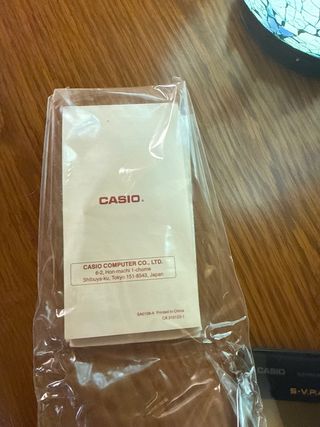 CASIO.
CASIO COMPUTER CO., LTD.
6-2, Hon-machi 1-chome
Shibuya-ku, Tokyo 151-8543, Japan
Printed in China
CASIO
S-V.P.A